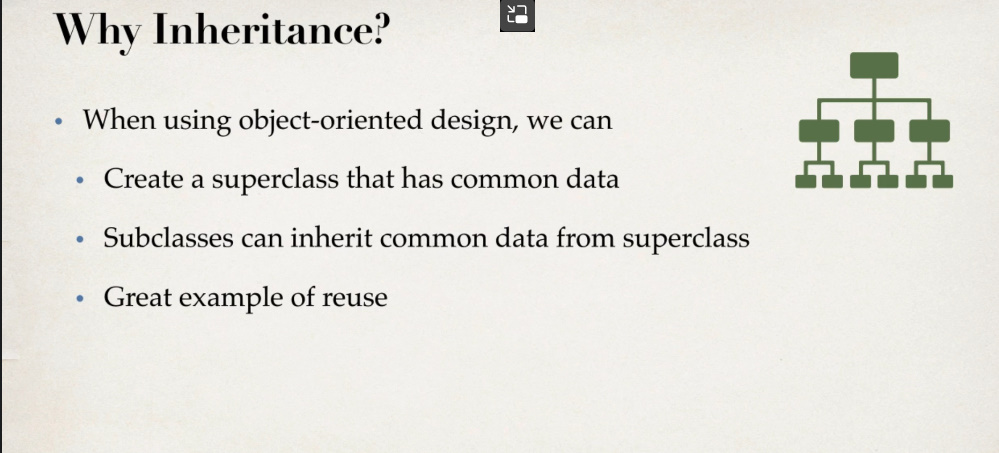 Why Inheritance?
• When using object-oriented design, we can
• Create a superclass that has common data
• Subclasses can inherit common data from superclass
• Great example of reuse